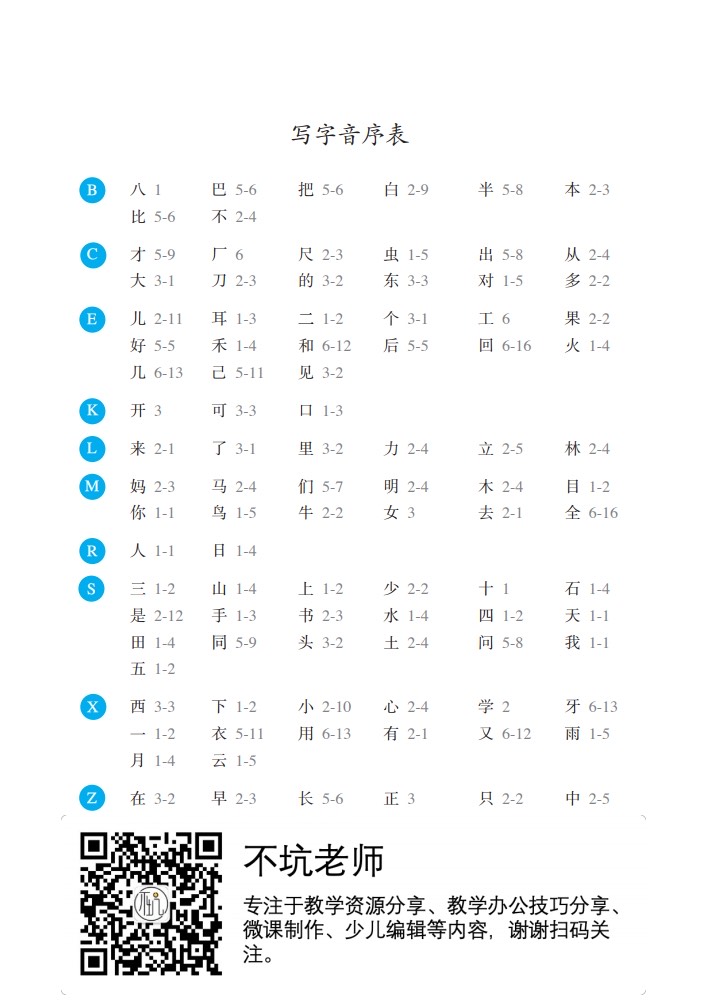 写字音序表
B 八 1 巴 5-6 把 5-6 白 2-9 半 5-8 本 2-3
比 5-6 不 2-4
C 才 5-9 厂 6 尺 2-3 虫 1-5 出 5-8 从 2-4
大 3-1 刀 2-3 的 3-2 东 3-3 对 1-5 多 2-2
E 儿 2-11 耳 1-3 二 1-2 个 3-1 工 6 果 2-2
好 5-5 禾 1-4 和 6-12 后 5-5 回 6-16 火 1-4
几 6-13 己 5-11 见 3-2
K 开 3 可 3-3 口 1-3
L 来 2-1 了 3-1 里 3-2 力 2-4 立 2-5 林 2-4
M 妈 2-3 马 2-4 们 5-7 明 2-4 木 2-4 目 1-2
你 1-1 鸟 1-5 牛 2-2 女 3 去 2-1 全 6-16
R 人 1-1 日 1-4
S 三 1-2 山 1-4 上 1-2 少 2-2 十 1 石 1-4
是 2-12 手 1-3 书 2-3 水 1-4 四 1-2 天 1-1
田 1-4 同 5-9 头 3-2 土 2-4 问 5-8 我 1-1
五 1-2
X 西 3-3 下 1-2 小 2-10 心 2-4 学 2 牙 6-13
一 1-2 衣 5-11 用 6-13 有 2-1 又 6-12 雨 1-5
月 1-4 云 1-5
Z 在 3-2 早 2-3 长 5-6 正 3 只 2-2 中 2-5
不坑老师
专注于教学资源分享、教学办公技巧分享、
微课制作、少儿编辑等内容，谢谢扫码关
注。